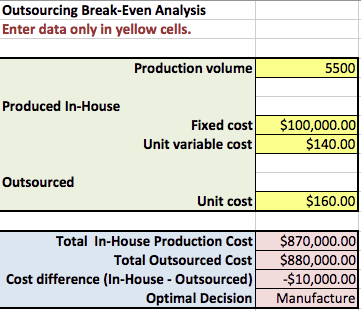 Outsourcing Break-Even Analysis
Enter data only in yellow cells.
Production volume 5500
Produced In-House
Fixed cost $100,000.00
Unit variable cost $140.00
Outsourced
Unit cost $160.00
Total In-House Production Cost $870,000.00
Total Outsourced Cost $880,000.00
Cost difference (In-House - Outsourced) -$10,000.00
Optimal Decision Manufacture